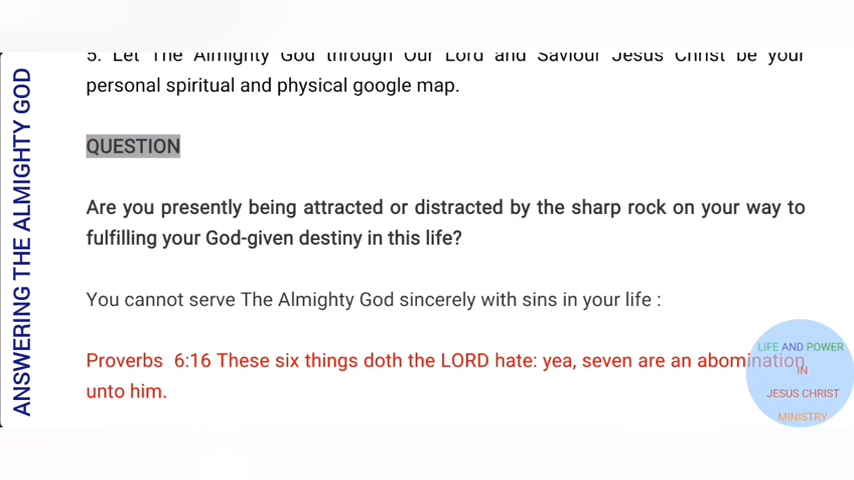 ANSWERING THE ALMIGHTY GOD
5. Let The Almighty God through Our Lord and Saviour Jesus Christ be your
personal spiritual and physical google map.
QUESTION
Are you presently being attracted or distracted by the sharp rock on your way to
fulfilling your God-given destiny in this life?
You cannot serve The Almighty God sincerely with sins in your life :
Proverbs 6:16 These six things doth the LORD hate: yea, seven are an abomination
unto him.
LIFE AND POWER
IN
JESUS CHRIST
MINISTRY